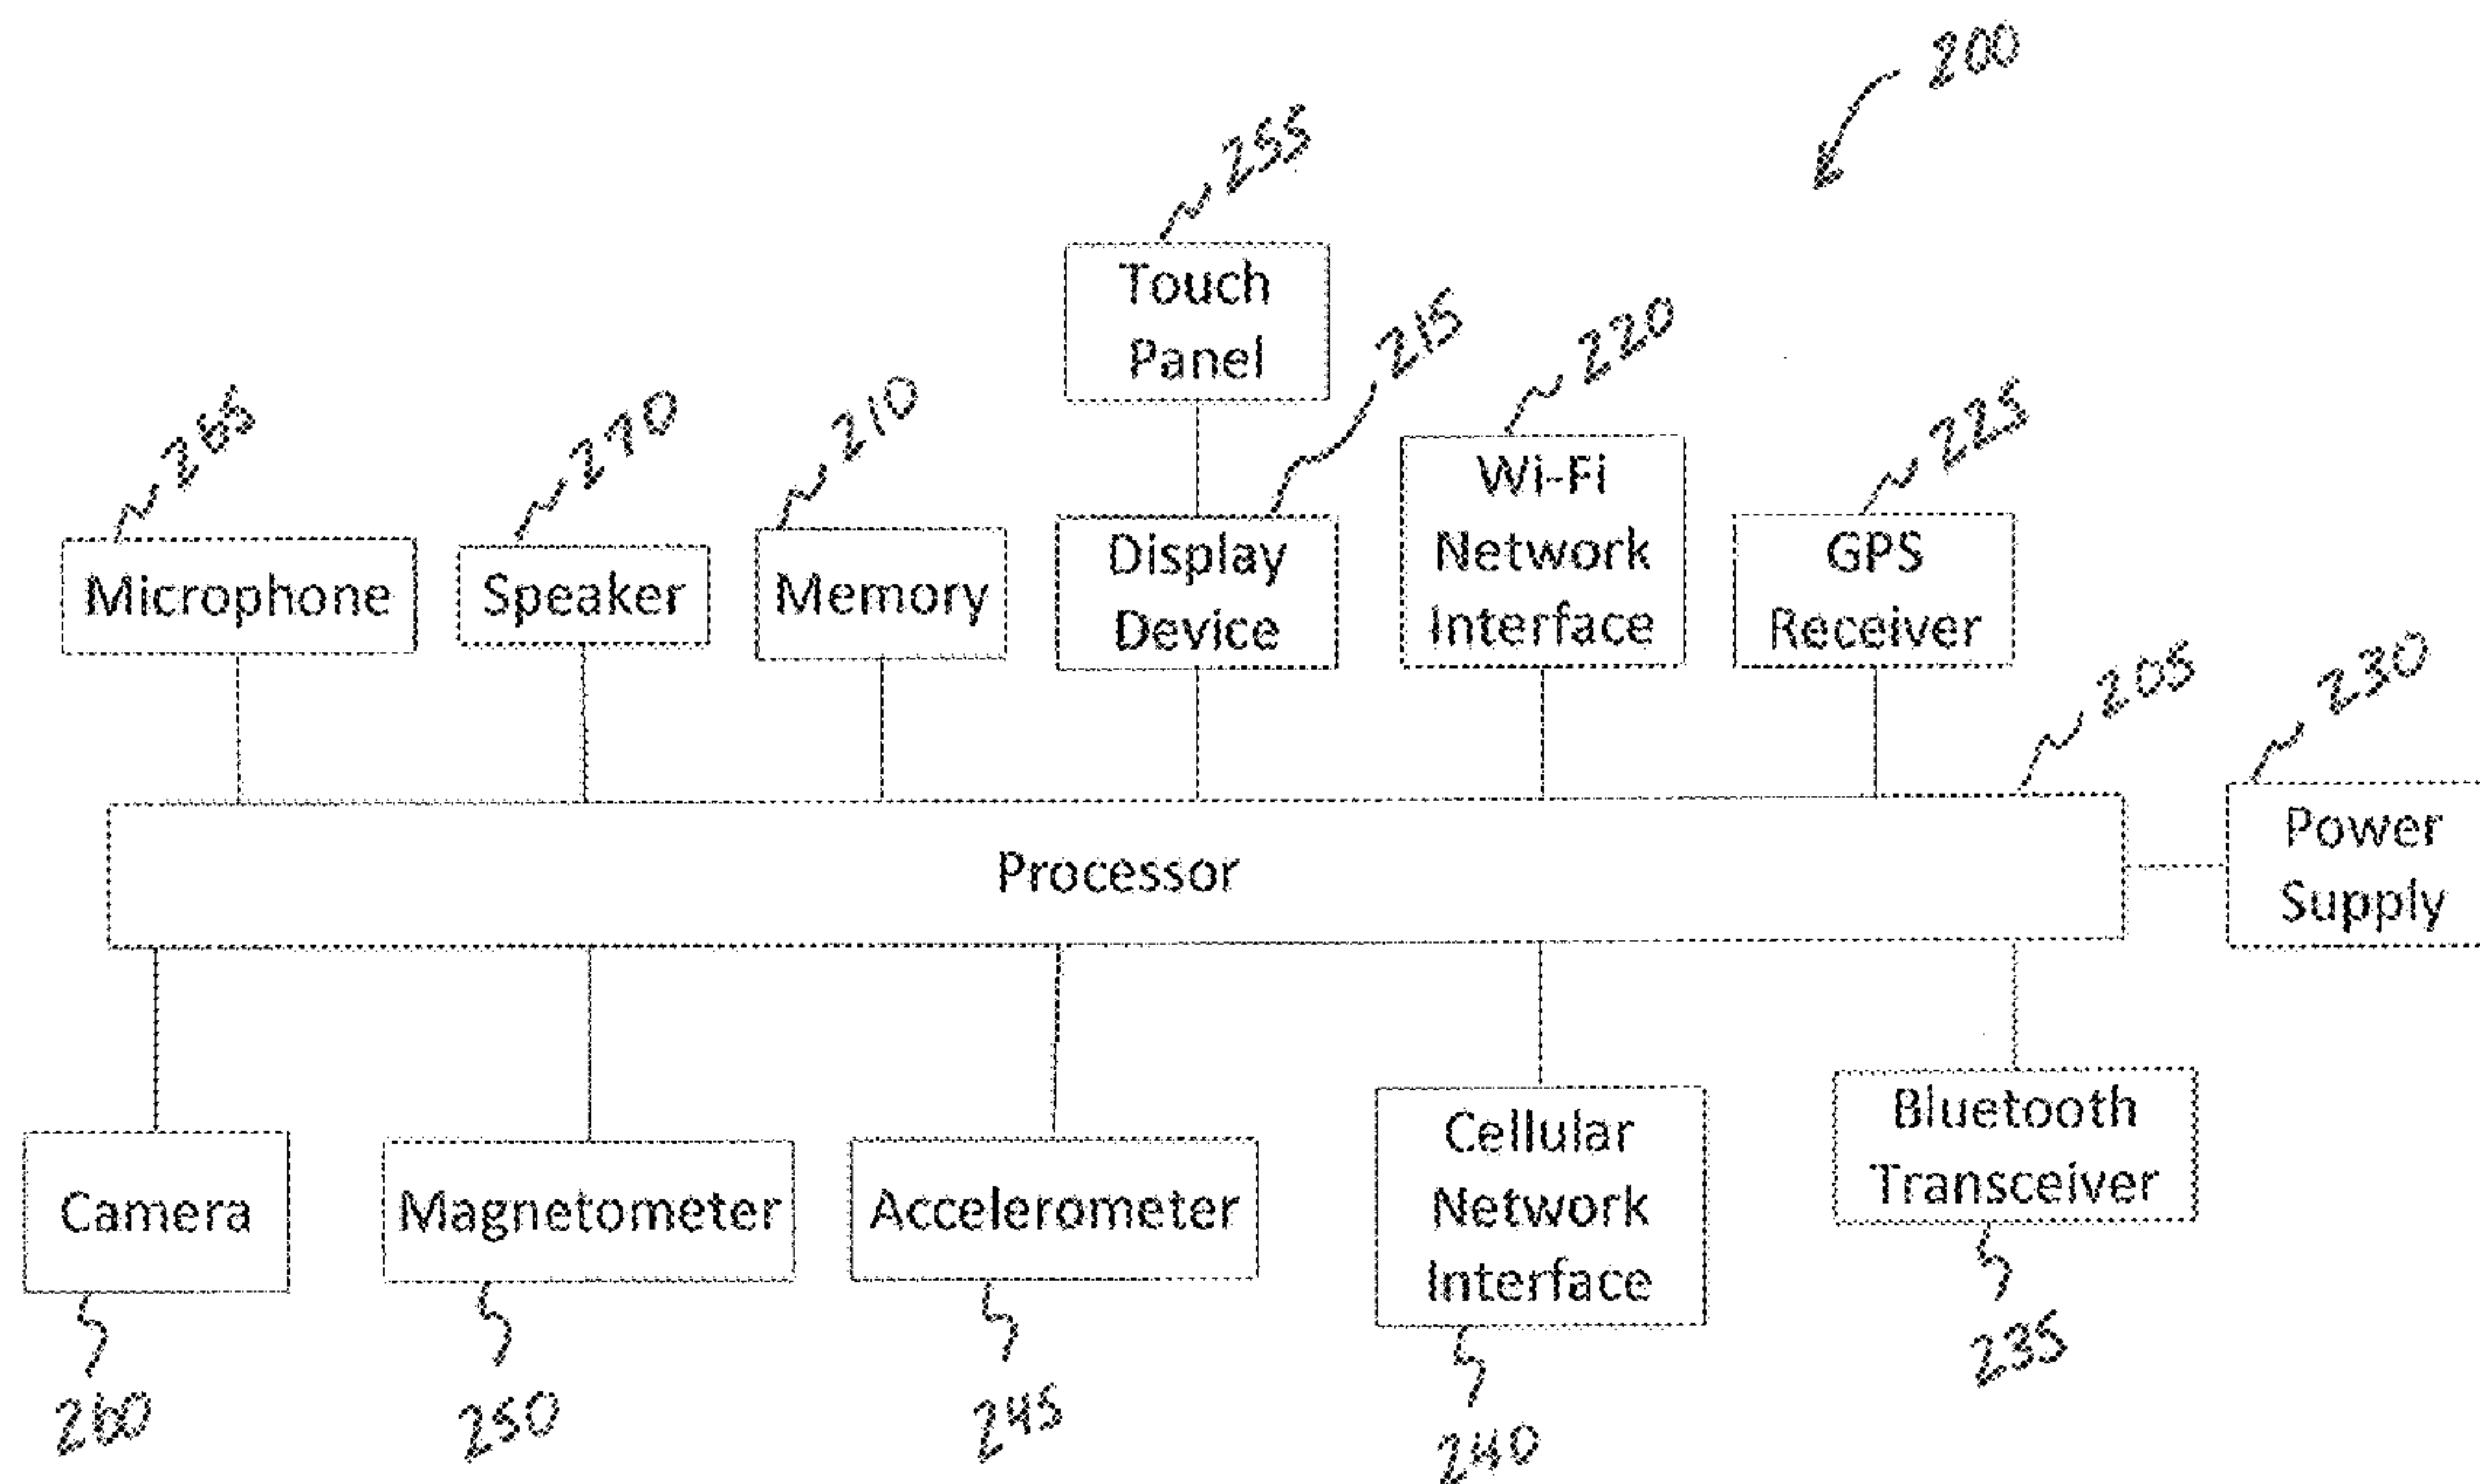 200
255
Touch
Panel
215
220
265
270
210
225
Microphone
Speaker
Memory
Display
Device
Wi-Fi
Network
Interface
GPS
Receiver
205
230
Processor
Power
Supply
Camera
Magnetometer
Accelerometer
Cellular
Network
Interface
Bluetooth
Transceiver
260
250
245
240
235